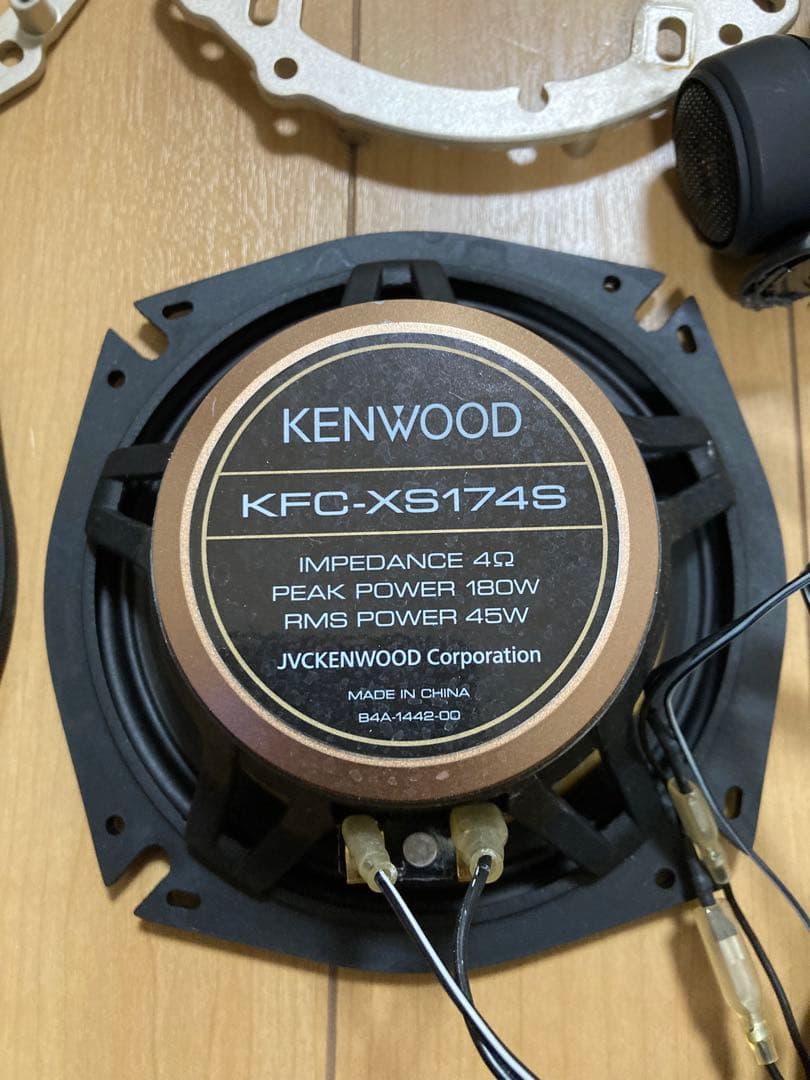 KENWOOD
KFC-XS174S
IMPEDANCE 4Ω
PEAK POWER 180W
RMS POWER 45W
JVCKENWOOD Corporation
MADE IN CHINA
B4A-1442-00